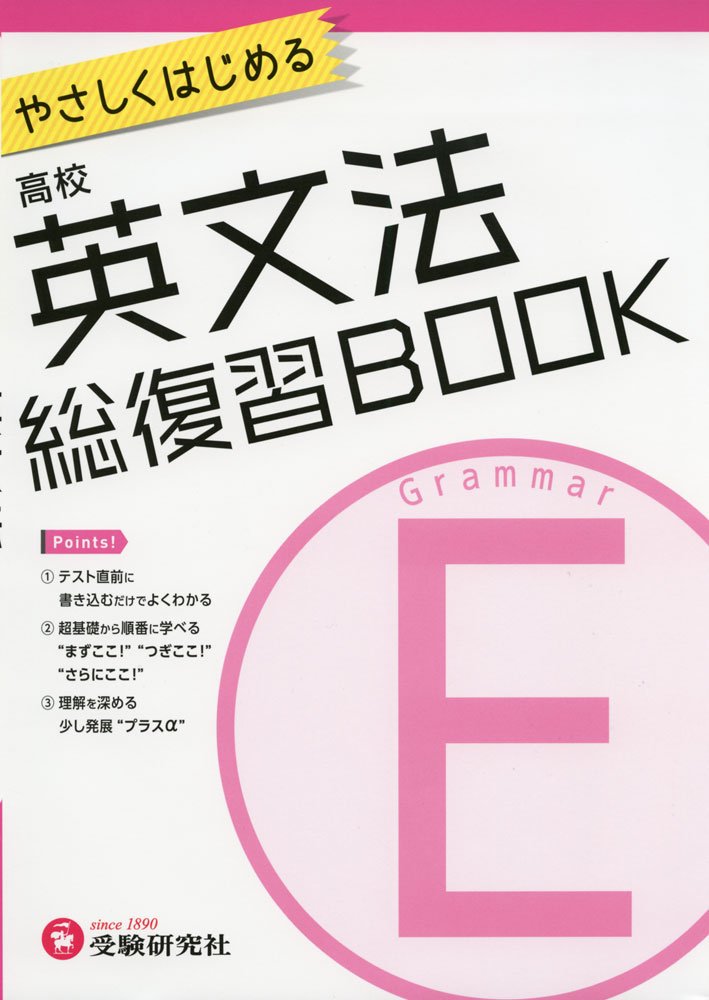 やさしくはじめる
高校
英文法
総復習BOOK
Grammar
E
Points!
① テスト直前に
書き込むだけでよくわかる
② 超基礎から順番に学べる
“まずここ!” “つぎここ!”
“さらにここ!”
③ 理解を深める
少し発展 “プラスα”
since 1890
受験研究社